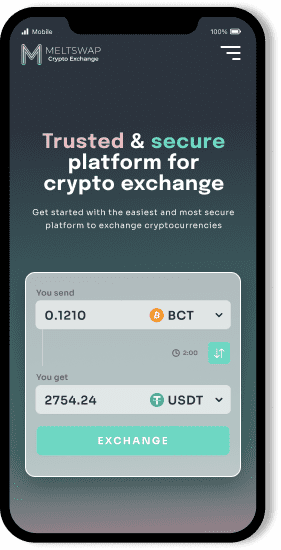 Mobile 100%
MELTSWAP
Crypto Exchange
Trusted & secure
platform for
crypto exchange
Get started with the easiest and most secure
platform to exchange cryptocurrencies
You send
0.1210 BCT
2:00
You get
2754.24 USDT
EXCHANGE